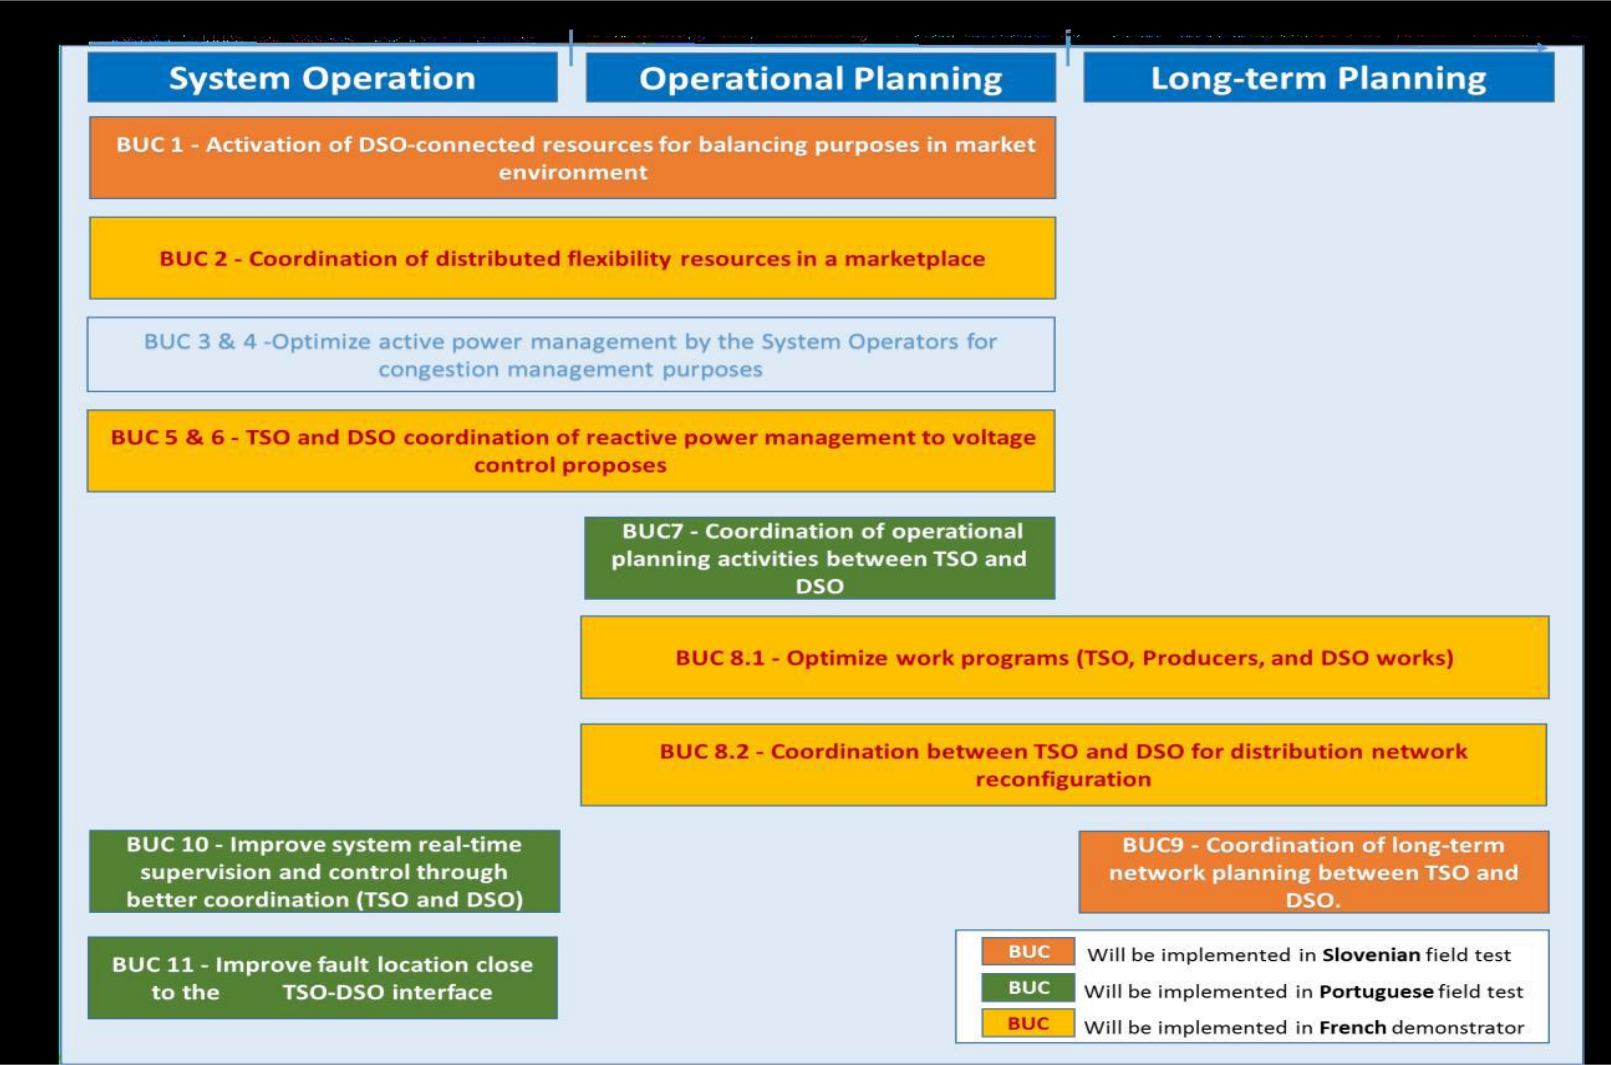 System Operation
Operational Planning
Long-term Planning
BUC 1 - Activation of DSO-connected resources for balancing purposes in market
environment
BUC 2 - Coordination of distributed flexibility resources in a marketplace
BUC 3 & 4 -Optimize active power management by the System Operators for
congestion management purposes
BUC 5 & 6 - TSO and DSO coordination of reactive power management to voltage
control proposes
BUC7 - Coordination of operational
planning activities between TSO and
DSO
BUC 8.1 - Optimize work programs (TSO, Producers, and DSO works)
BUC 8.2 - Coordination between TSO and DSO for distribution network
reconfiguration
BUC 10 - Improve system real-time
supervision and control through
better coordination (TSO and DSO)
BUC9 - Coordination of long-term
network planning between TSO and
DSO.
BUC 11 - Improve fault location close
to the TSO-DSO interface
BUC Will be implemented in Slovenian field test
BUC Will be implemented in Portuguese field test
BUC Will be implemented in French demonstrator